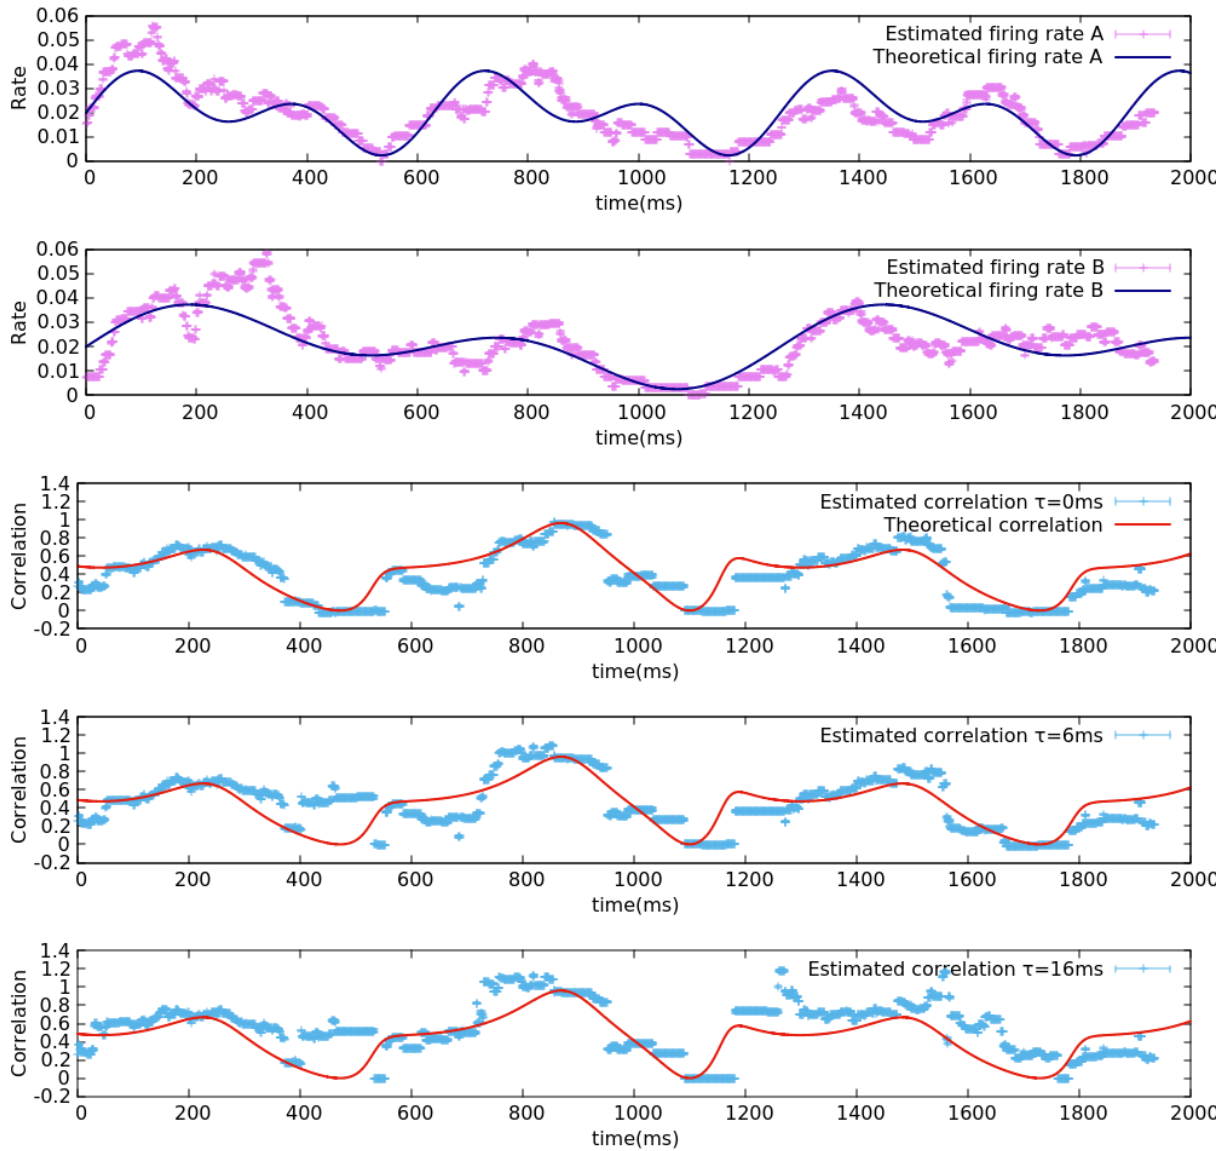 Rate
0.06
0.05
0.04
0.03
0.02
0.01
0
Estimated firing rate A
Theoretical firing rate A
0 200 400 600 800 1000 1200 1400 1600 1800 2000
time(ms)
Rate
0.06
0.05
0.04
0.03
0.02
0.01
0
Estimated firing rate B
Theoretical firing rate B
0 200 400 600 800 1000 1200 1400 1600 1800 2000
time(ms)
Correlation
1.4
1.2
1
0.8
0.6
0.4
0.2
0
-0.2
Estimated correlation τ=0ms
Theoretical correlation
0 200 400 600 800 1000 1200 1400 1600 1800 2000
time(ms)
Correlation
1.4
1.2
1
0.8
0.6
0.4
0.2
0
-0.2
Estimated correlation τ=6ms
0 200 400 600 800 1000 1200 1400 1600 1800 2000
time(ms)
Correlation
1.4
1.2
1
0.8
0.6
0.4
0.2
0
-0.2
Estimated correlation τ=16ms
0 200 400 600 800 1000 1200 1400 1600 1800 2000
time(ms)